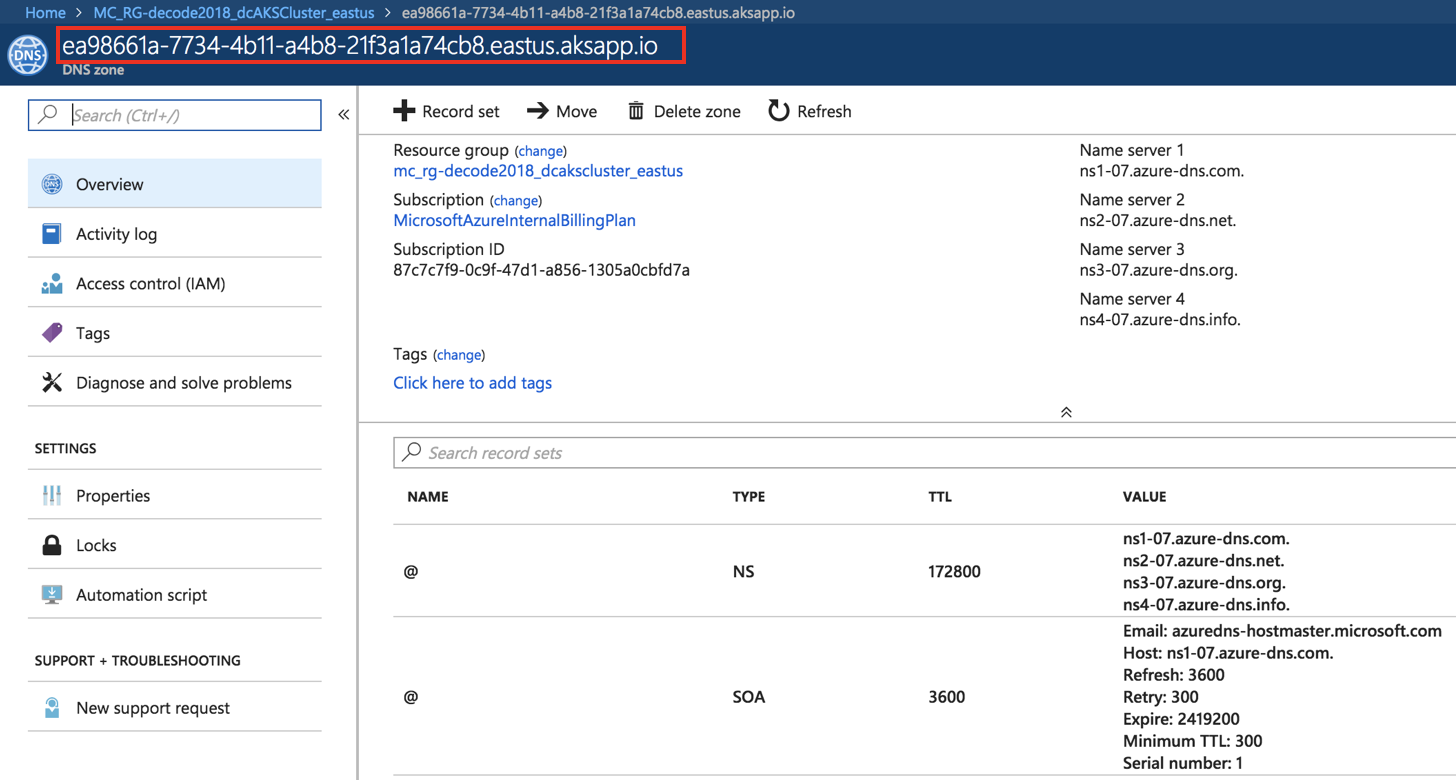 Home > MC_RG-decode2018_dcAKSCluster_eastus > ea98661a-7734-4b11-a4b8-21f3a1a74cb8.eastus.aksapp.io
DNS
ea98661a-7734-4b11-a4b8-21f3a1a74cb8.eastus.aksapp.io
DNS zone
Search (Ctrl+/)
«
Overview
Activity log
Access control (IAM)
Tags
Diagnose and solve problems
SETTINGS
Properties
Locks
Automation script
SUPPORT + TROUBLESHOOTING
New support request
Record set Move Delete zone Refresh
Resource group (change)
mc_rg-decode2018_dcakscluster_eastus
Subscription (change)
MicrosoftAzureInternalBillingPlan
Subscription ID
87c7c7f9-0c9f-47d1-a856-1305a0cbfd7a
Name server 1
ns1-07.azure-dns.com.
Name server 2
ns2-07.azure-dns.net.
Name server 3
ns3-07.azure-dns.org.
Name server 4
ns4-07.azure-dns.info.
Tags (change)
Click here to add tags
Search record sets
NAME TYPE TTL VALUE
@ NS 172800
ns1-07.azure-dns.com.
ns2-07.azure-dns.net.
ns3-07.azure-dns.org.
ns4-07.azure-dns.info.
@ SOA 3600
Email: azuredns-hostmaster.microsoft.com
Host: ns1-07.azure-dns.com.
Refresh: 3600
Retry: 300
Expire: 2419200
Minimum TTL: 300
Serial number: 1